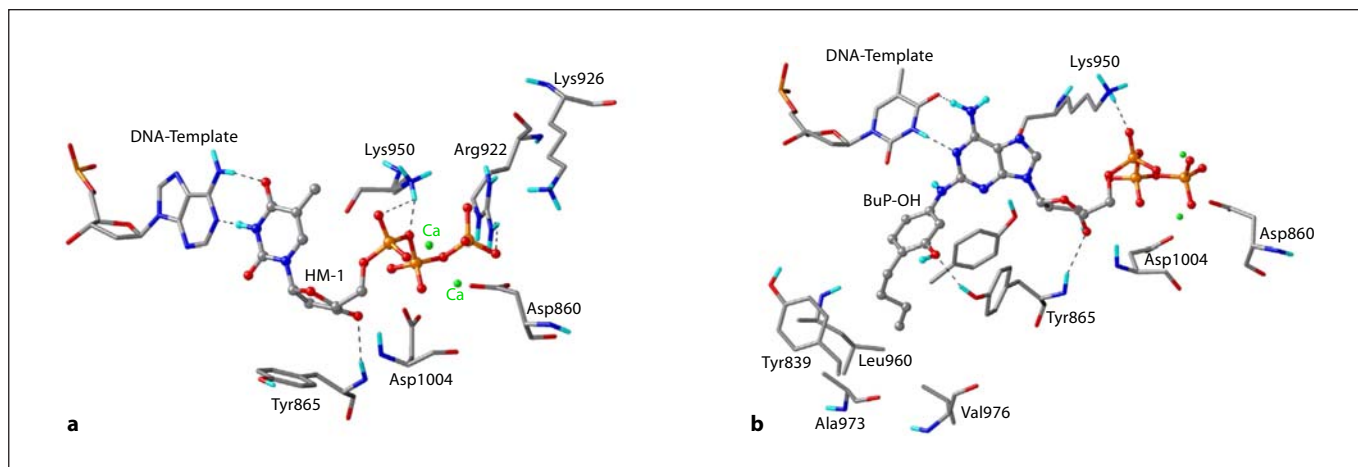 DNA-Template
Lys950
Lys926
Arg922
HM-1
Ca
Ca
Asp860
Asp1004
Tyr865
a
DNA-Template
Lys950
BuP-OH
Asp860
Asp1004
Tyr865
Tyr839
Leu960
Ala973
Val976
b